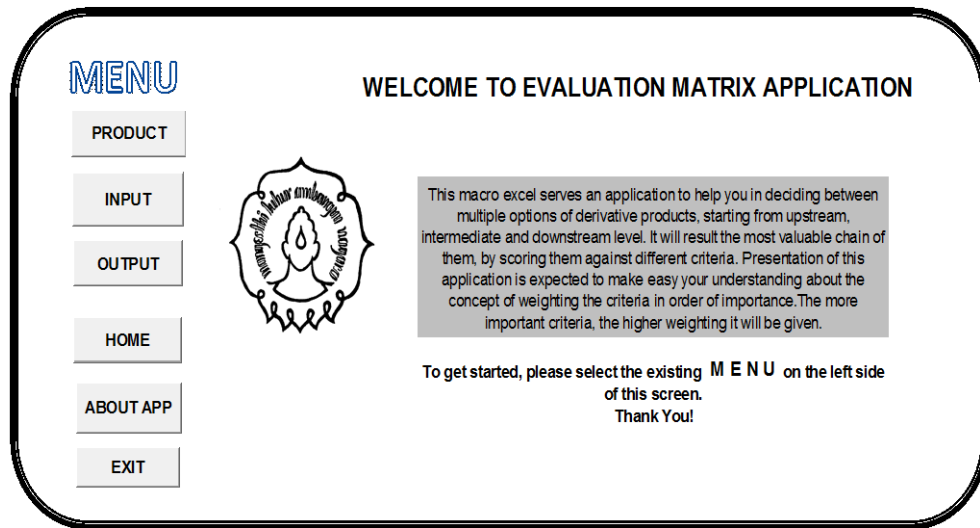 MENU
WELCOME TO EVALUATION MATRIX APPLICATION
PRODUCT
INPUT
OUTPUT
HOME
ABOUT APP
EXIT
This macro excel serves an application to help you in deciding between
multiple options of derivative products, starting from upstream,
intermediate and downstream level. It will result the most valuable chain of
them, by scoring them against different criteria. Presentation of this
application is expected to make easy your understanding about the
concept of weighting the criteria in order of importance.The more
important criteria, the higher weighting it will be given.
To get started, please select the existing M E N U on the left side
of this screen.
Thank You!